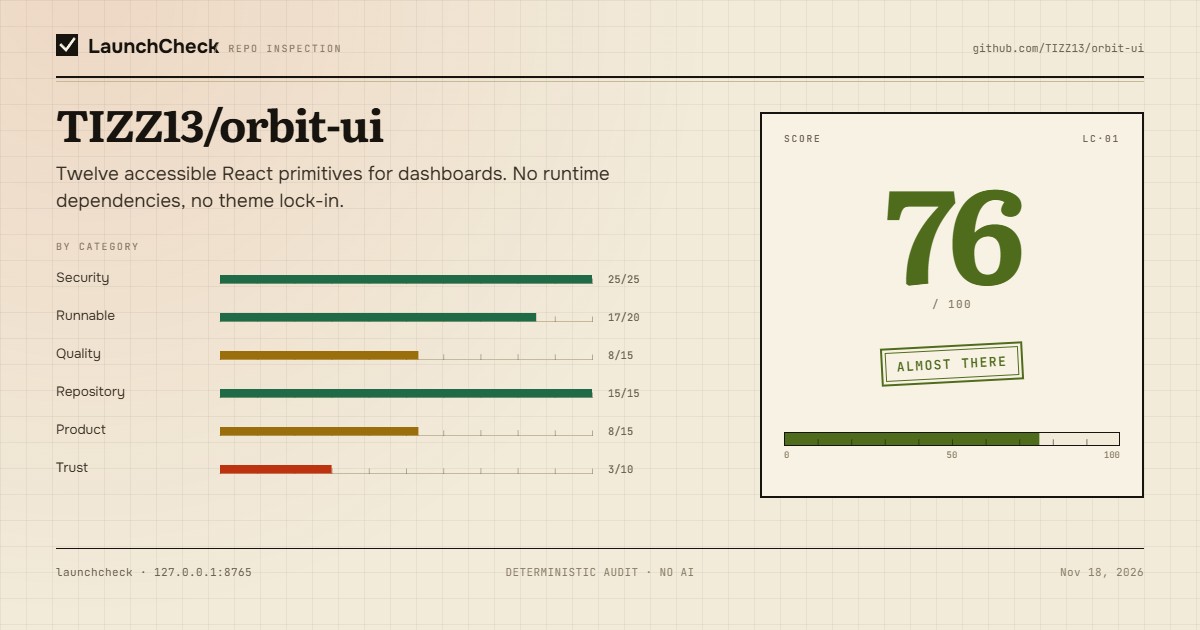 LaunchCheck REPO INSPECTION
github.com/TIZZ13/orbit-ui
TIZZ13/orbit-ui
Twelve accessible React primitives for dashboards. No runtime
dependencies, no theme lock-in.
BY CATEGORY
Security 25/25
Runnable 17/20
Quality 8/15
Repository 15/15
Product 8/15
Trust 3/10
SCORE LC·01
76
/ 100
ALMOST THERE
0 50 100
launchcheck · 127.0.0.1:8765
DETERMINISTIC AUDIT · NO AI
Nov 18, 2026